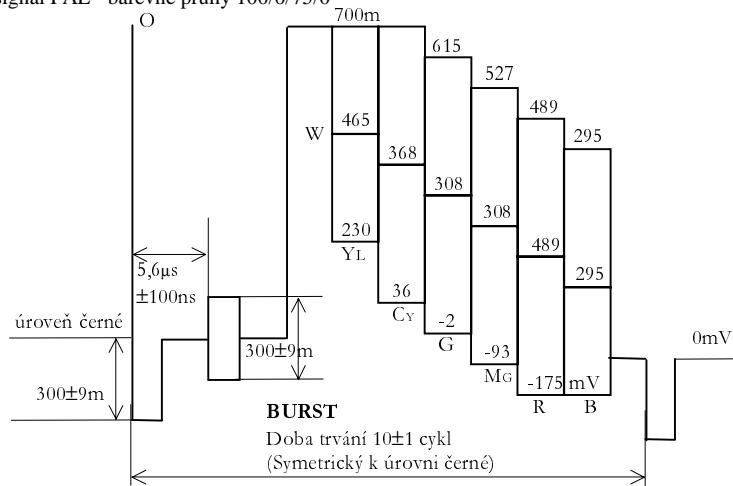 signál PAL - barevné pruhy 100/0/75/0
O
700m
615
527
489
295
W
465
368
308
308
489
295
230
YL
36
CY
-2
G
-93
MG
-175 mV
R
B
0mV
5,6µs
±100ns
úroveň černé
300±9m
300±9m
BURST
Doba trvání 10±1 cykl
(Symetrický k úrovni černé)